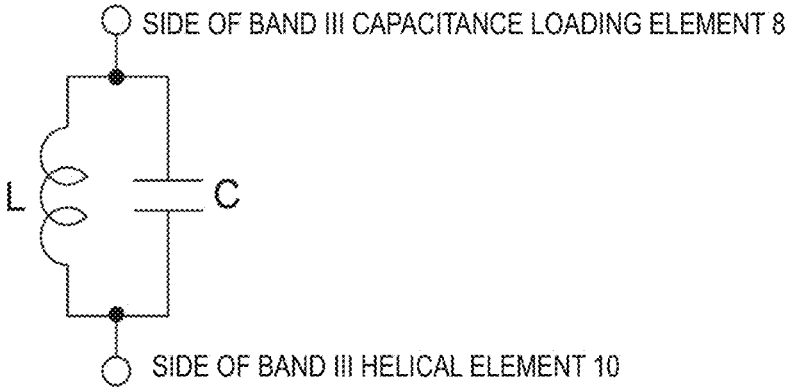 SIDE OF BAND III CAPACITANCE LOADING ELEMENT 8
L
C
SIDE OF BAND III HELICAL ELEMENT 10